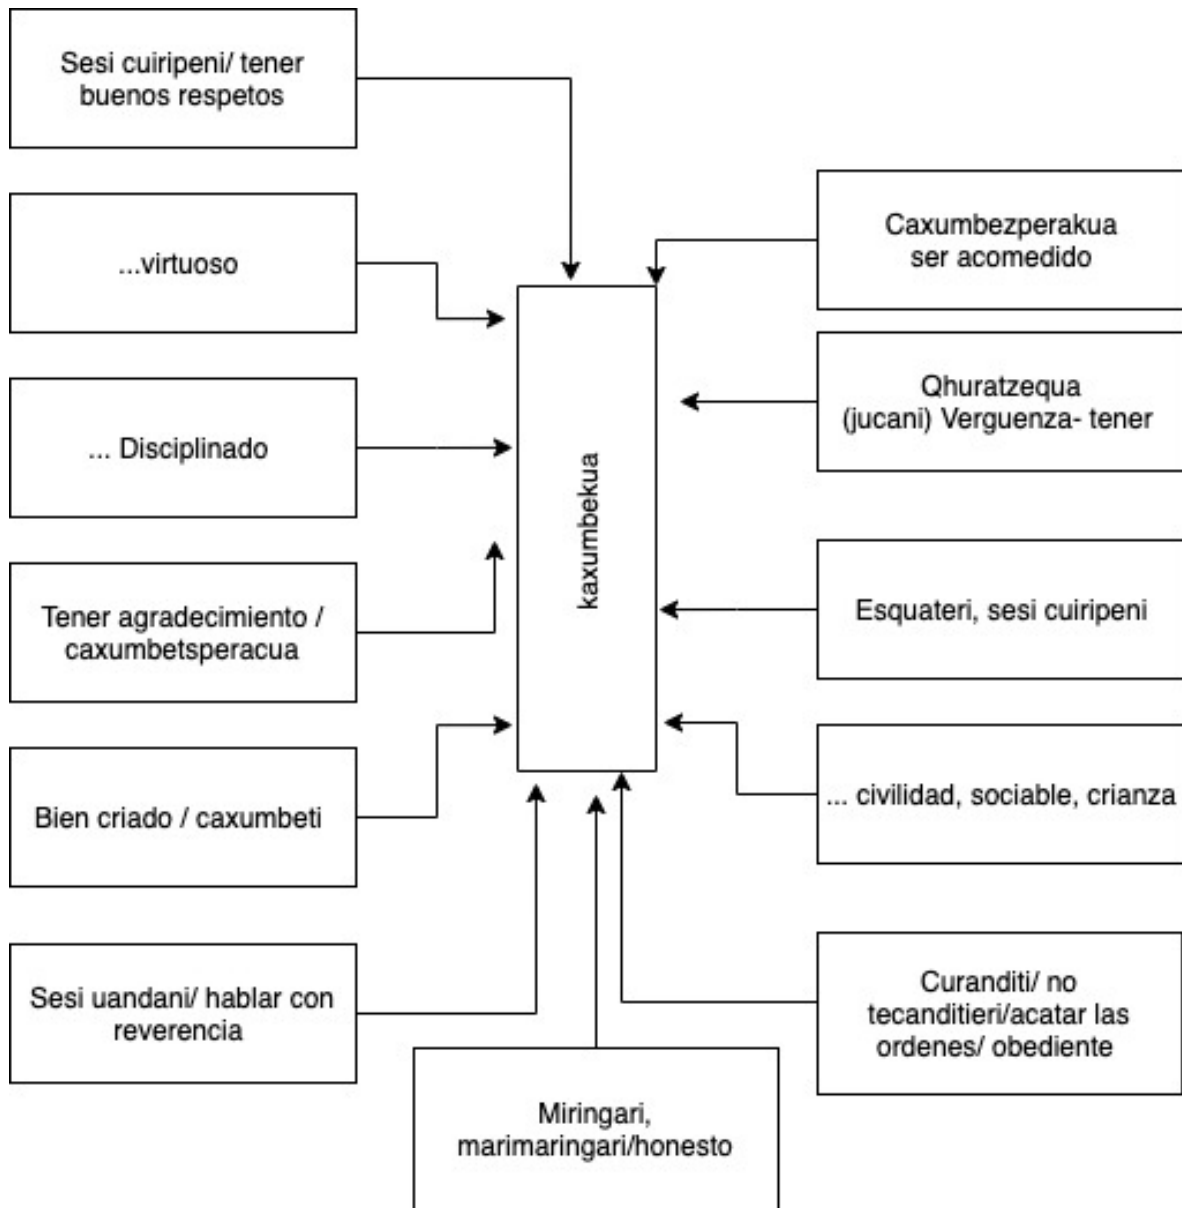 Sesi cuiripeni/ tener
buenos respetos
...virtuoso
... Disciplinado
Tener agradecimiento /
caxumbetsperacua
Bien criado / caxumbeti
Sesi uandani/ hablar con
reverencia
kaxumbekua
Caxumbezperakua
ser acomedido
Qhuratzequa
(jucani) Verguenza- tener
Esquateri, sesi cuiripeni
... civilidad, sociable, crianza
Curanditi/ no
tecanditieri/acatar las
ordenes/ obediente
Miringari,
marimaringari/honesto